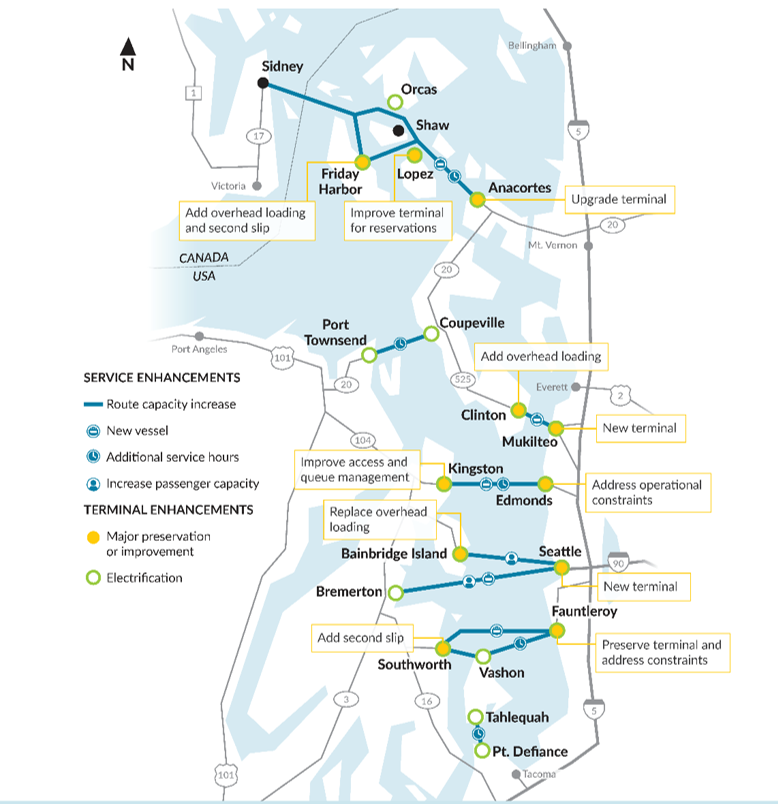 N
Bellingham
Sidney
Orcas
1
Shaw
5
17
Friday
Harbor
Lopez
Victoria
Anacortes
Upgrade terminal
Add overhead loading
and second slip
Improve terminal
for reservations
20
Mt. Vernon
CANADA
USA
20
Port
Townsend
Coupeville
Port Angeles
101
Add overhead loading
20
525
Everett
2
SERVICE ENHANCEMENTS
Route capacity increase
New vessel
Additional service hours
Increase passenger capacity
TERMINAL ENHANCEMENTS
Major preservation
or improvement
Electrification
Clinton
Mukilteo
New terminal
104
Improve access and
queue management
Kingston
Edmonds
Address operational
constraints
Replace overhead
loading
Bainbridge Island
Seattle
90
Bremerton
New terminal
Fauntleroy
Add second slip
Preserve terminal and
address constraints
Southworth
Vashon
3
16
5
Tahlequah
Pt. Defiance
101
Tacoma